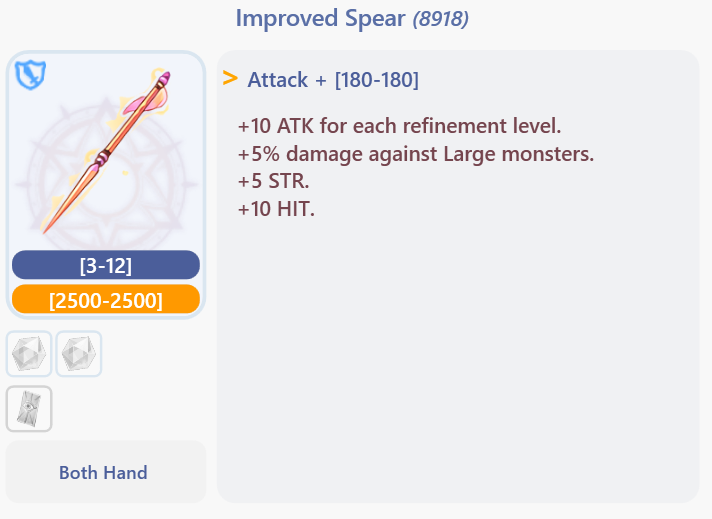 Improved Spear (8918)
> Attack + [180-180]
+10 ATK for each refinement level.
+5% damage against Large monsters.
+5 STR.
+10 HIT.
[3-12]
[2500-2500]
Both Hand